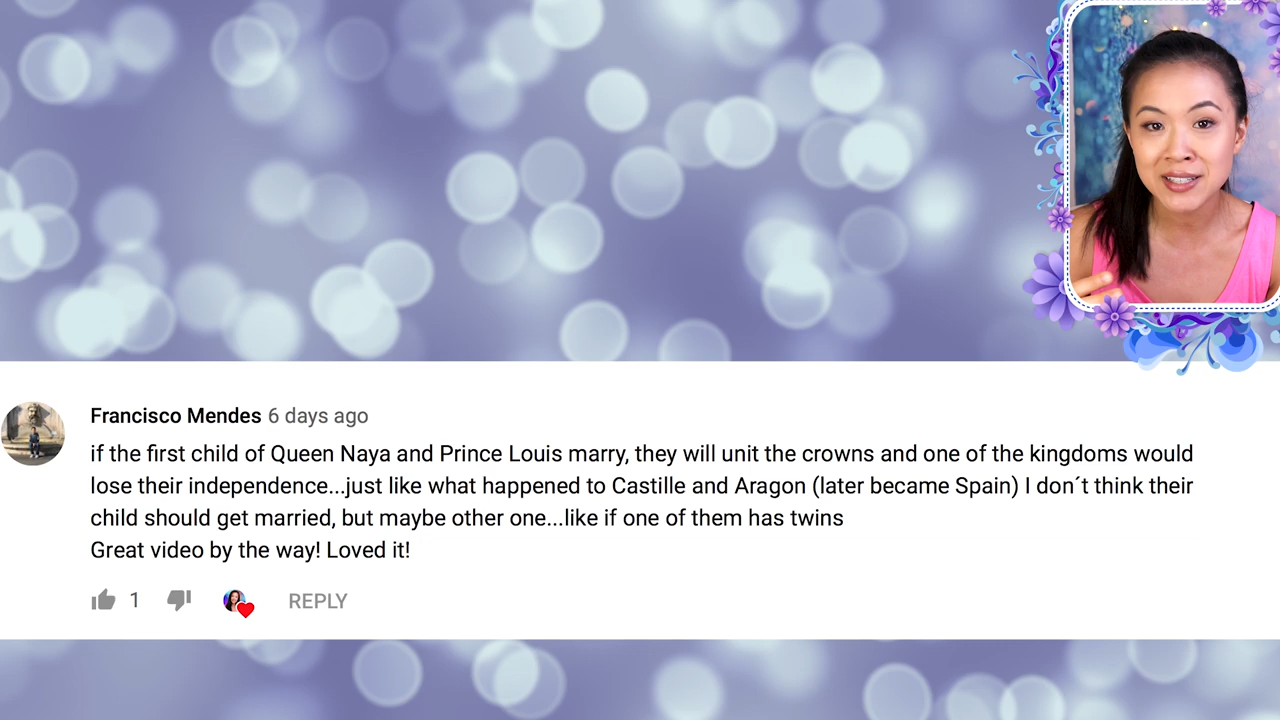 Francisco Mendes 6 days ago
if the first child of Queen Naya and Prince Louis marry, they will unit the crowns and one of the kingdoms would
lose their independence...just like what happened to Castille and Aragon (later became Spain) I don´t think their
child should get married, but maybe other one...like if one of them has twins
Great video by the way! Loved it!
1 REPLY